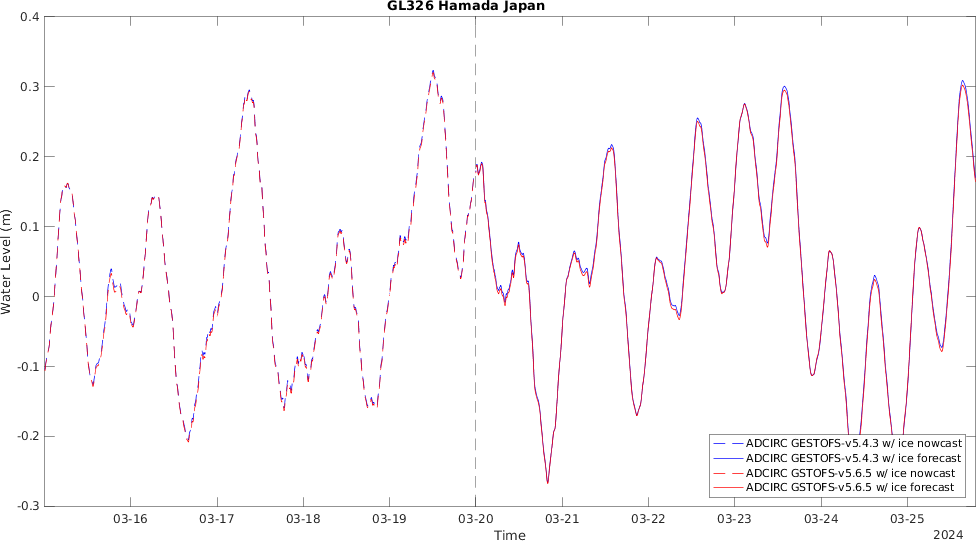 GL326 Hamada Japan
0.4
0.3
0.2
0.1
0
-0.1
-0.2
-0.3
Water Level (m)
ADCIRC GESTOFS-v5.4.3 w/ ice nowcast
ADCIRC GESTOFS-v5.4.3 w/ ice forecast
ADCIRC GSTOFS-v5.6.5 w/ ice nowcast
ADCIRC GSTOFS-v5.6.5 w/ ice forecast
03-16 03-17 03-18 03-19 03-20 03-21 03-22 03-23 03-24 03-25
Time
2024